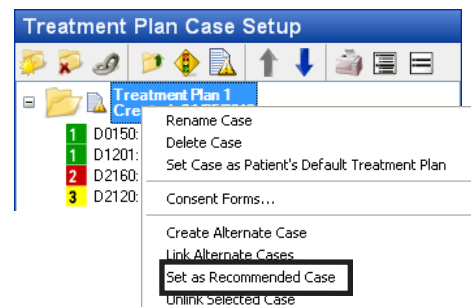 Treatment Plan Case Setup
Treatment Plan 1
Rename Case
1 D0150:
Delete Case
1 D1201:
Set Case as Patient's Default Treatment Plan
2 D2160:
3 D2120:
Consent Forms...
Create Alternate Case
Link Alternate Cases
Set as Recommended Case
Unlink Selected Case